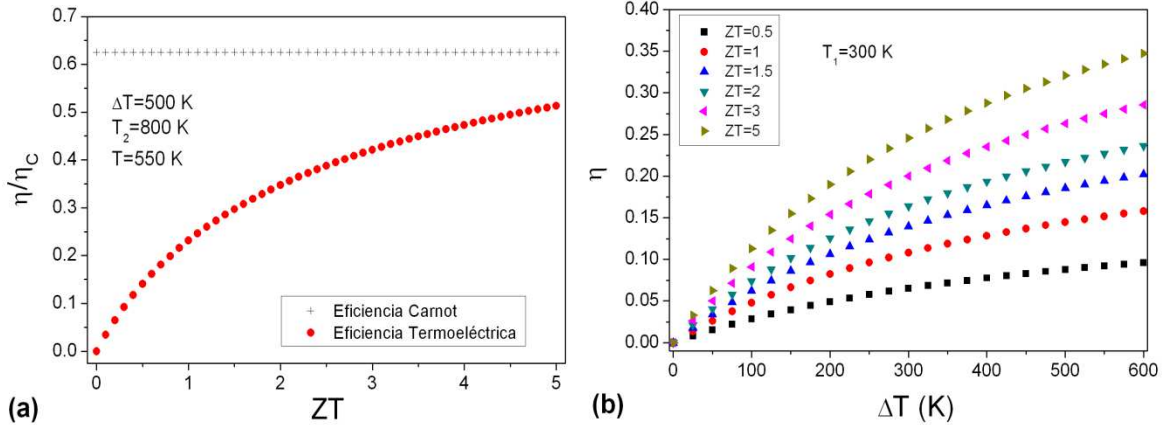 0.7
0.6
0.5
0.4
0.3
0.2
0.1
0.0
η/η_C
ΔT=500 K
T_2=800 K
T=550 K
Eficiencia Carnot
Eficiencia Termoeléctrica
0 1 2 3 4 5
ZT
(a)
0.40
0.35
0.30
0.25
0.20
0.15
0.10
0.05
0.00
η
ZT=0.5
ZT=1
ZT=1.5
ZT=2
ZT=3
ZT=5
T_1=300 K
0 100 200 300 400 500 600
ΔT (K)
(b)